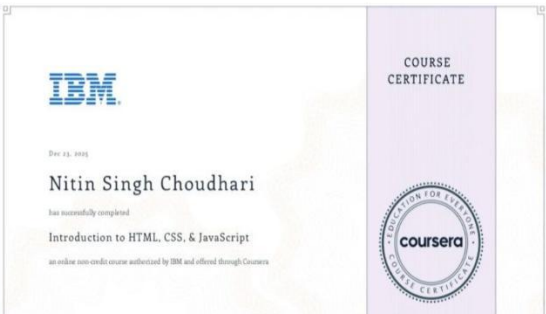 IBM
Dec 23, 2025
Nitin Singh Choudhari
has successfully completed
Introduction to HTML, CSS, & JavaScript
an online non-credit course authorized by IBM and offered through Coursera
COURSE
CERTIFICATE
EDUCATION FOR EVERYONE
coursera
COURSE CERTIFICATE